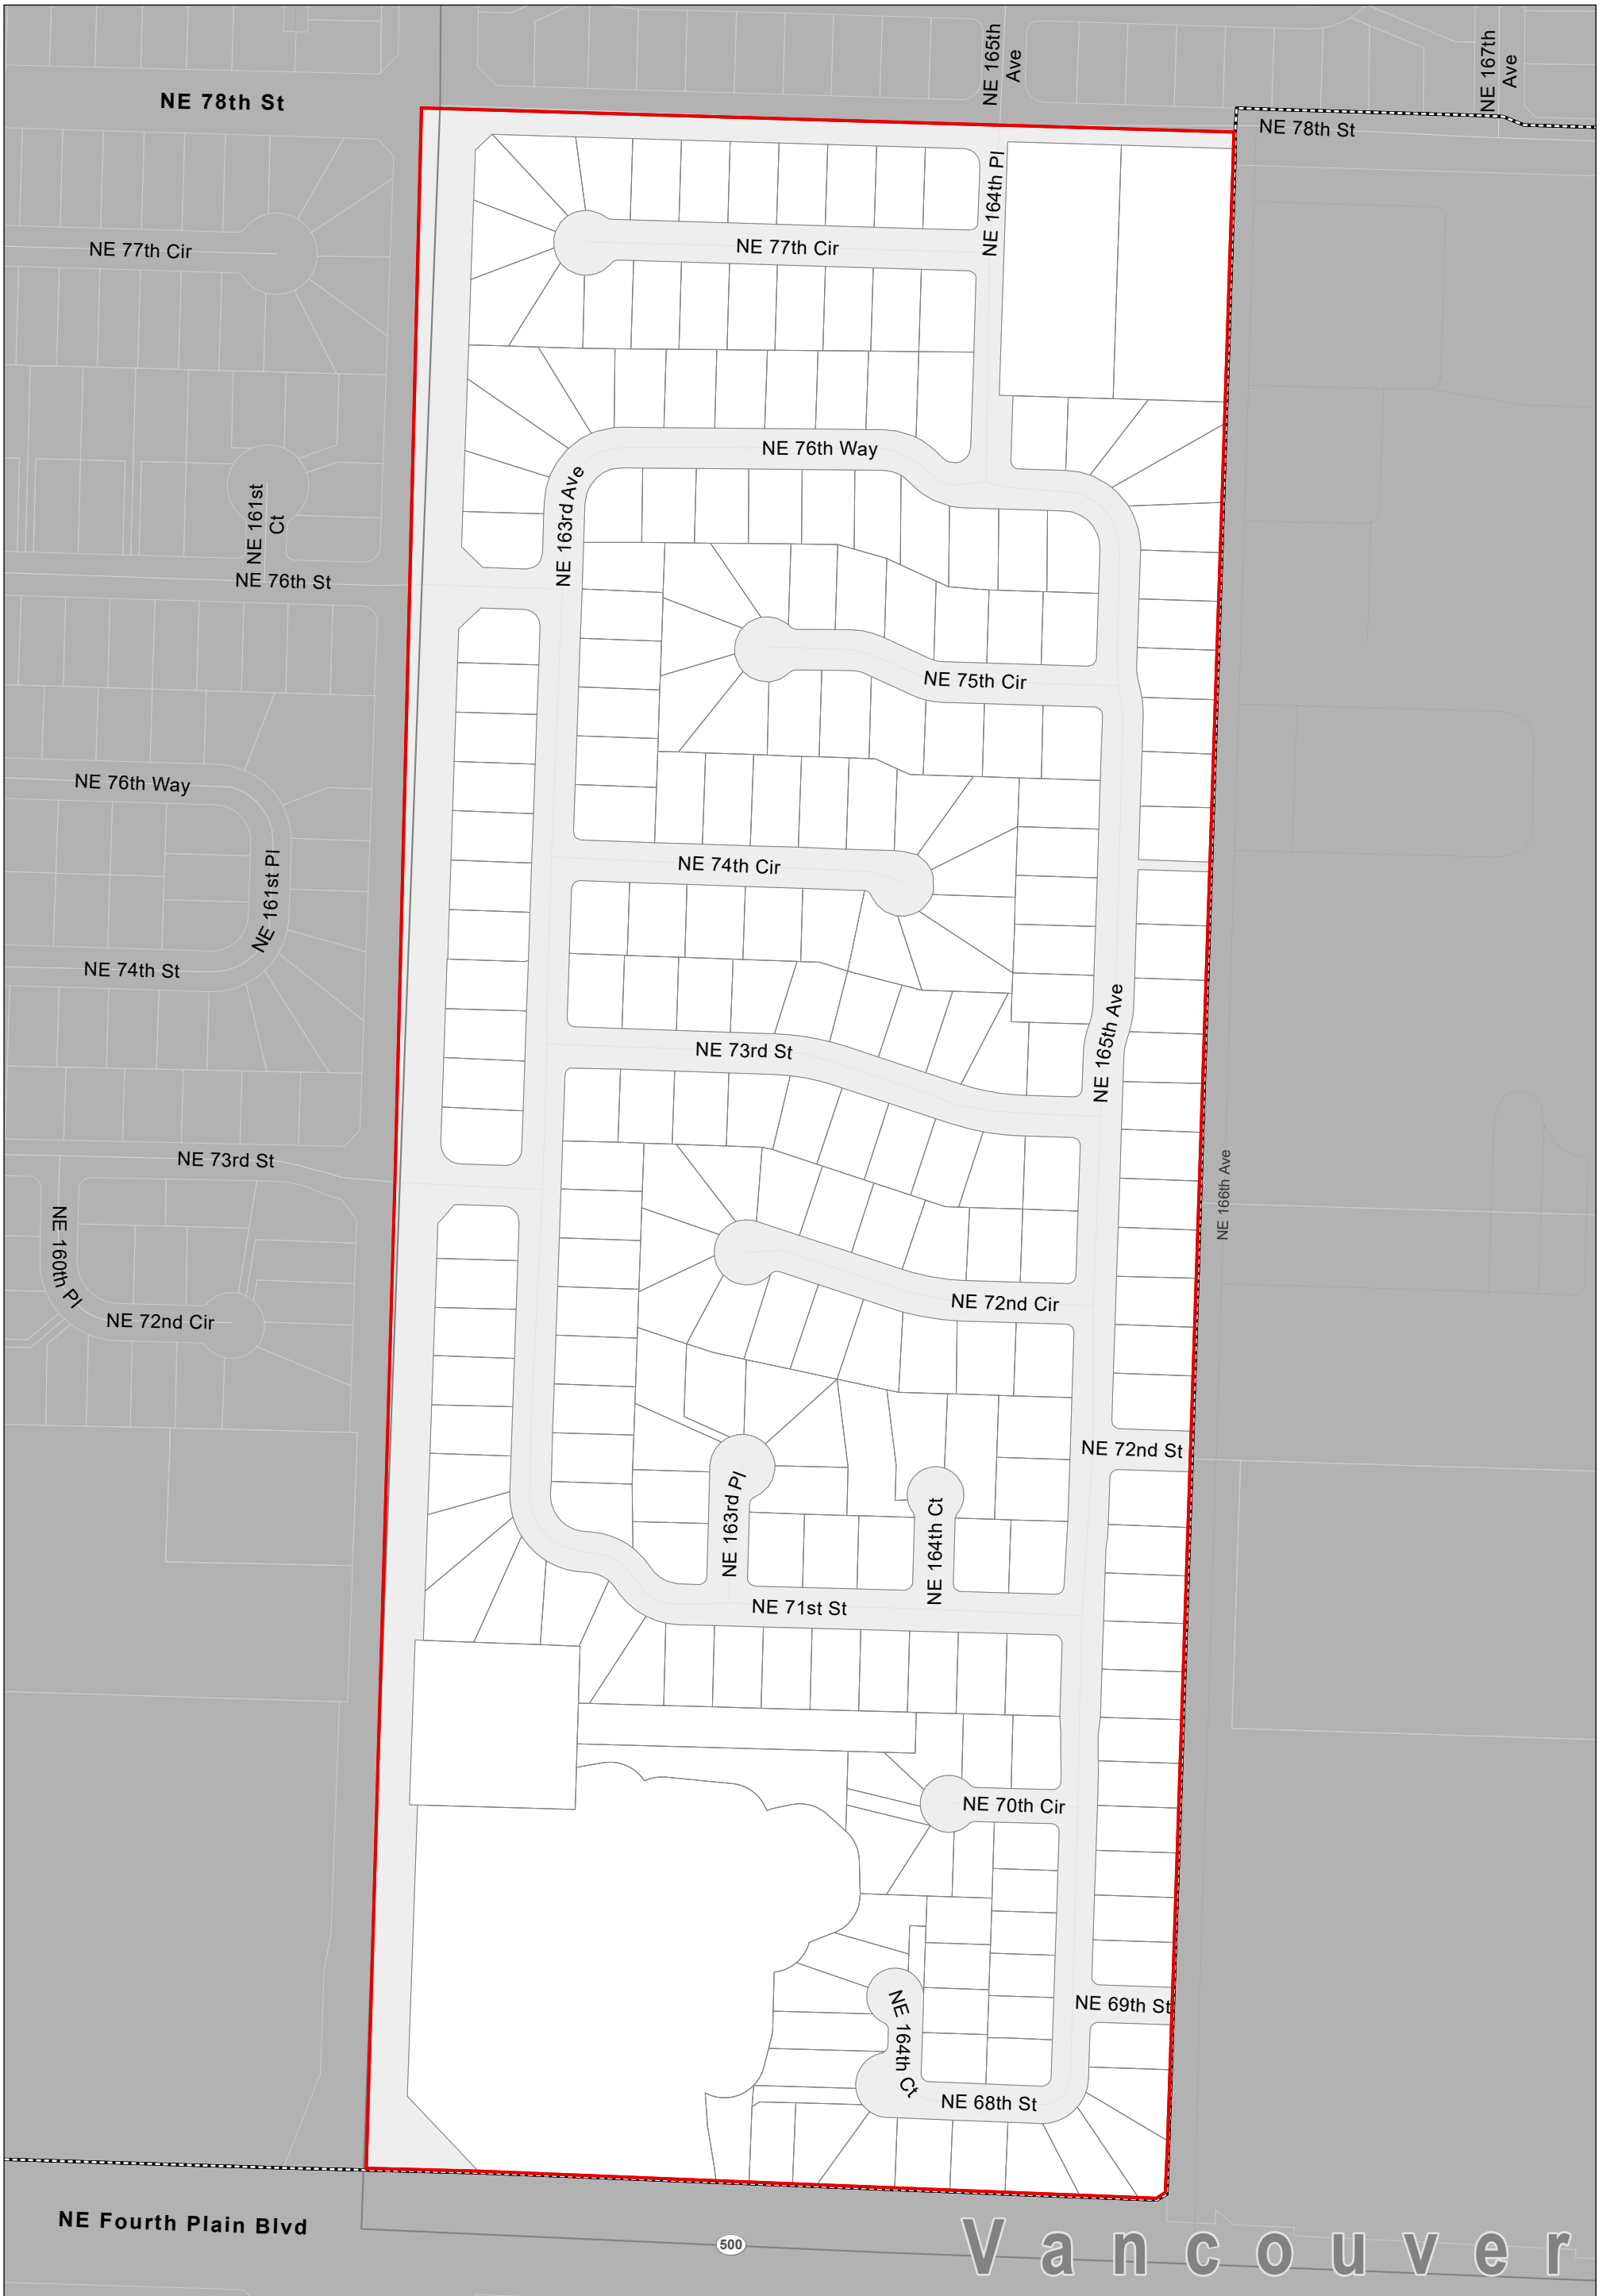 NE 165th
Ave
NE 167th
Ave
NE 78th St
NE 78th St
NE 164th Pl
NE 77th Cir
NE 77th Cir
NE 76th Way
NE 163rd Ave
NE 161st
Ct
NE 76th St
NE 75th Cir
NE 76th Way
NE 161st Pl
NE 74th Cir
NE 74th St
NE 165th Ave
NE 73rd St
NE 73rd St
NE 166th Ave
NE 160th Pl
NE 72nd Cir
NE 72nd Cir
NE 72nd St
NE 163rd Pl
NE 164th Ct
NE 71st St
NE 70th Cir
NE 69th St
NE 164th Ct
NE 68th St
NE Fourth Plain Blvd
500
Vancouver